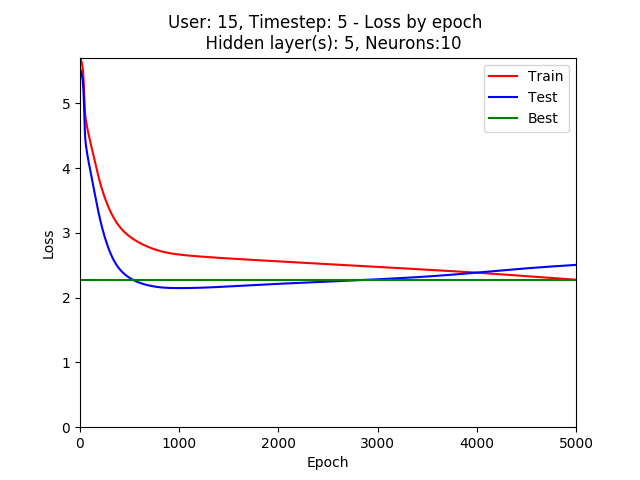 User: 15, Timestep: 5 - Loss by epoch
Hidden layer(s): 5, Neurons:10
Train
Test
Best
5
4
3
2
1
0
Loss
0 1000 2000 3000 4000 5000
Epoch